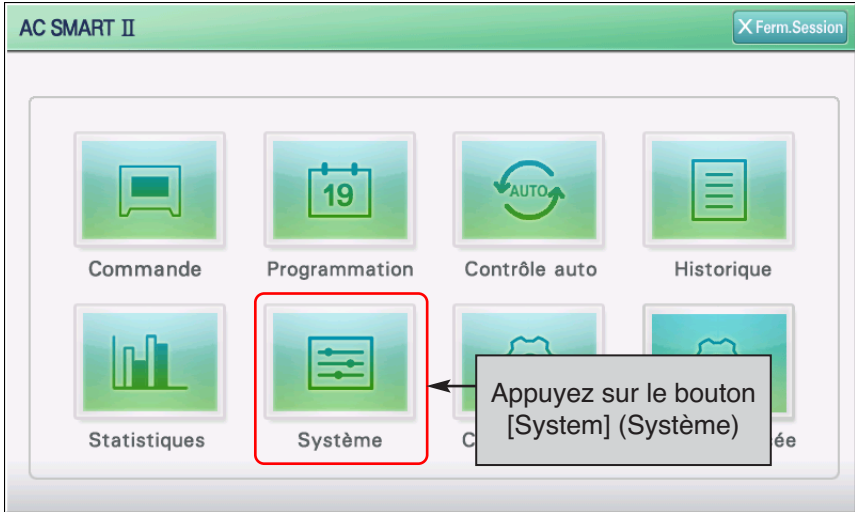 AC SMART II
X Ferm.Session
19
AUTO
Commande
Programmation
Contrôle auto
Historique
Appuyez sur le bouton
[System] (Système)
Statistiques
Système